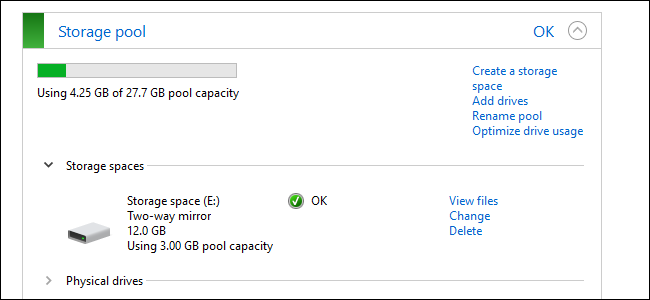 Storage pool
OK
Using 4.25 GB of 27.7 GB pool capacity
Create a storage
space
Add drives
Rename pool
Optimize drive usage
Storage spaces
Storage space (E:)
Two-way mirror
12.0 GB
Using 3.00 GB pool capacity
OK
View files
Change
Delete
Physical drives